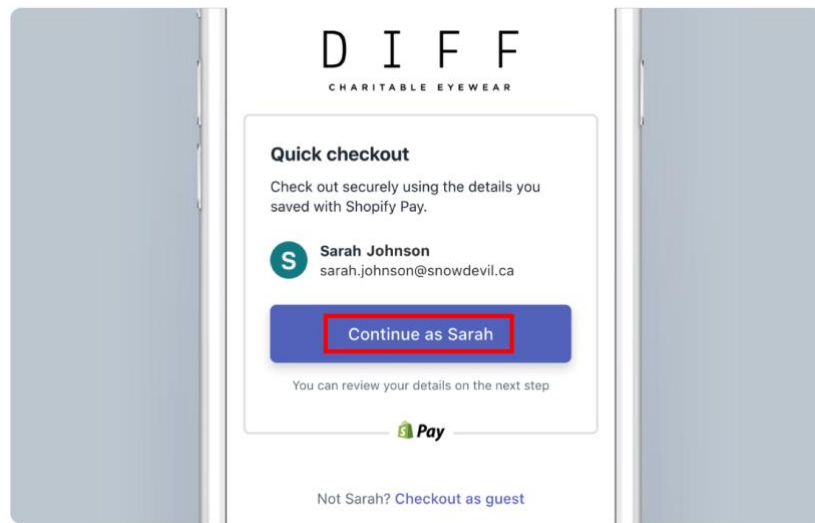 DIFF
CHARITABLE EYEWEAR
Quick checkout
Check out securely using the details you
saved with Shopify Pay.
S
Sarah Johnson
sarah.johnson@snowdevil.ca
Continue as Sarah
You can review your details on the next step
S Pay
Not Sarah? Checkout as guest